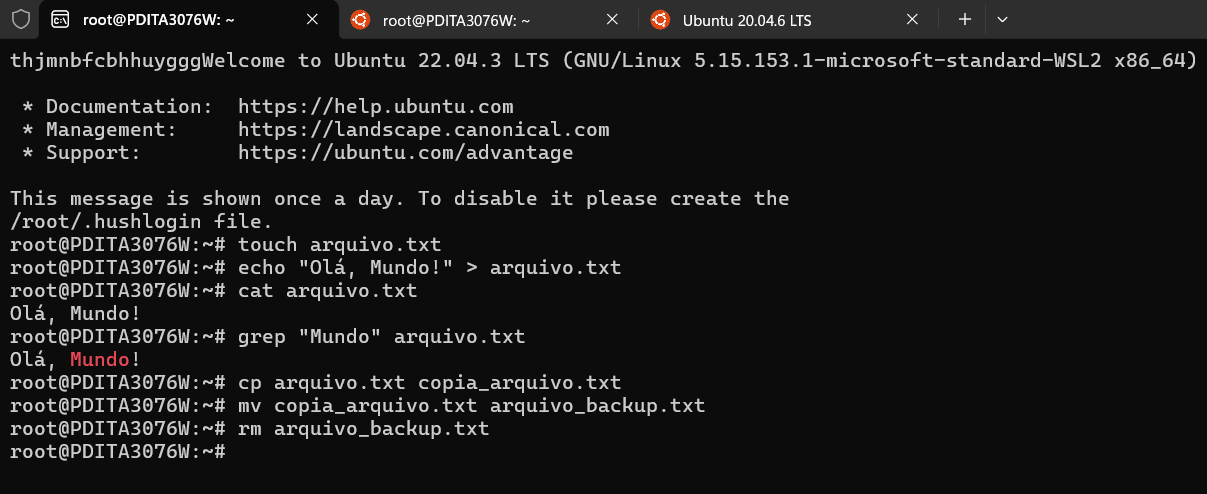 root@PDITA3076W: ~
root@PDITA3076W: ~
Ubuntu 20.04.6 LTS
thjmnbfcbhhuygggWelcome to Ubuntu 22.04.3 LTS (GNU/Linux 5.15.153.1-microsoft-standard-WSL2 x86_64)
* Documentation:  https://help.ubuntu.com
* Management:     https://landscape.canonical.com
* Support:        https://ubuntu.com/advantage
This message is shown once a day. To disable it please create the
/root/.hushlogin file.
root@PDITA3076W:~# touch arquivo.txt
root@PDITA3076W:~# echo "Olá, Mundo!" > arquivo.txt
root@PDITA3076W:~# cat arquivo.txt
Olá, Mundo!
root@PDITA3076W:~# grep "Mundo" arquivo.txt
Olá, Mundo!
root@PDITA3076W:~# cp arquivo.txt copia_arquivo.txt
root@PDITA3076W:~# mv copia_arquivo.txt arquivo_backup.txt
root@PDITA3076W:~# rm arquivo_backup.txt
root@PDITA3076W:~#